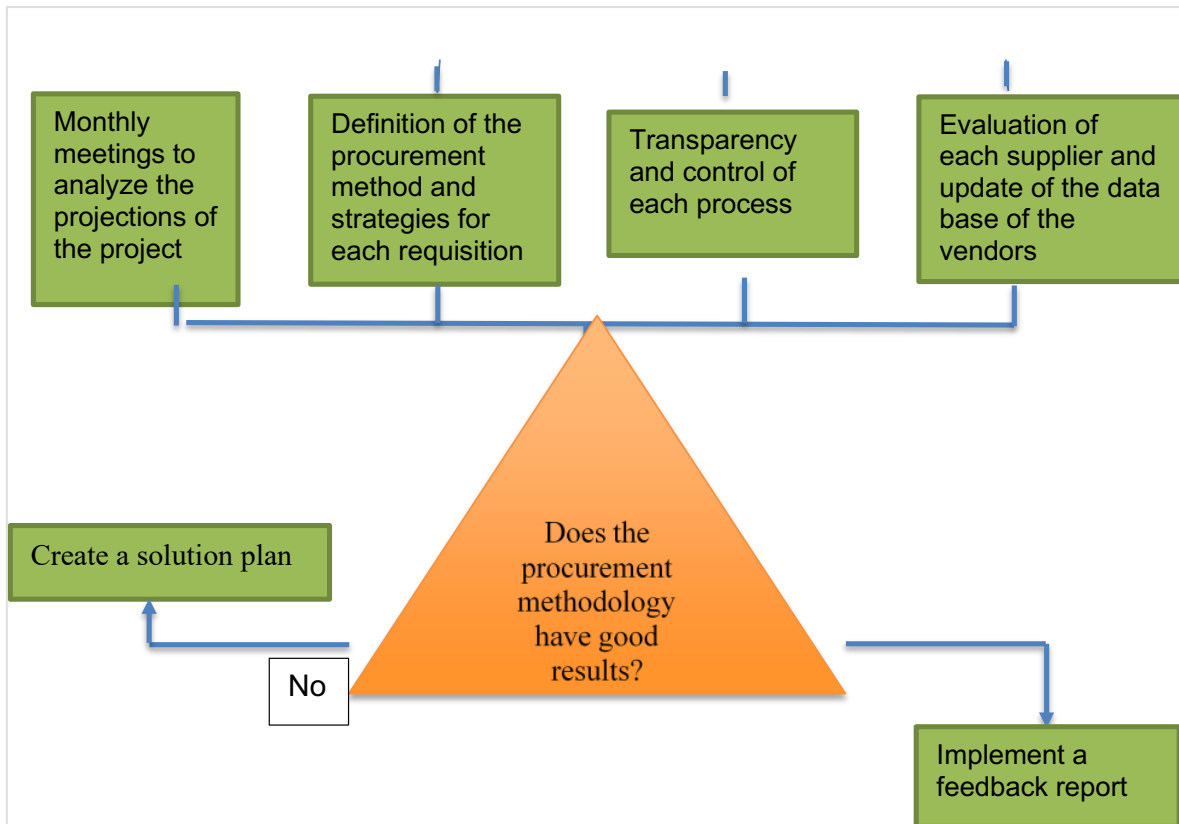 Monthly
meetings to
analyze the
projections of
the project
Definition of the
procurement
method and
strategies for
each requisition
Transparency
and control of
each process
Evaluation of
each supplier and
update of the data
base of the
vendors
Create a solution plan
Does the
procurement
methodology
have good
results?
No
Implement a
feedback report